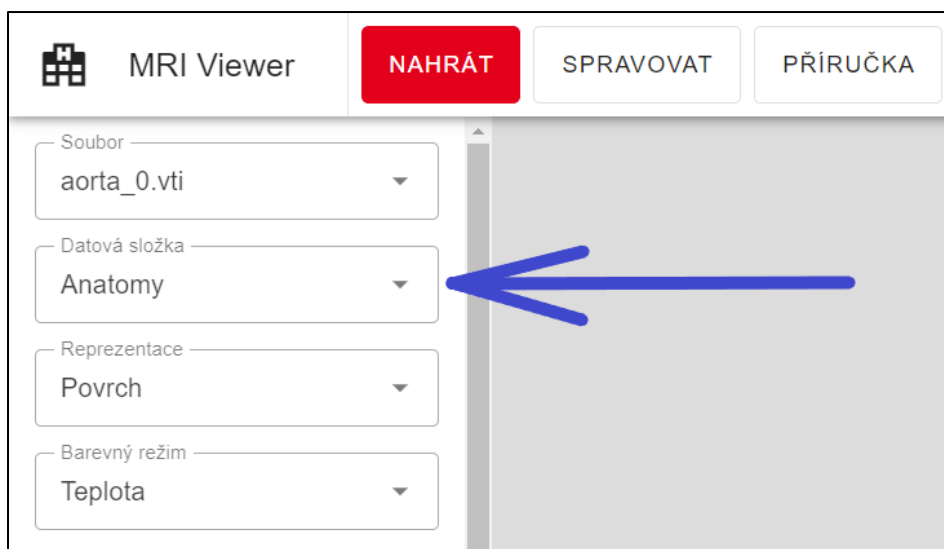 MRI Viewer
NAHRÁT
SPRAVOVAT
PŘÍRUČKA
Soubor
aorta_0.vti
Datová složka
Anatomy
Reprezentace
Povrch
Barevný režim
Teplota